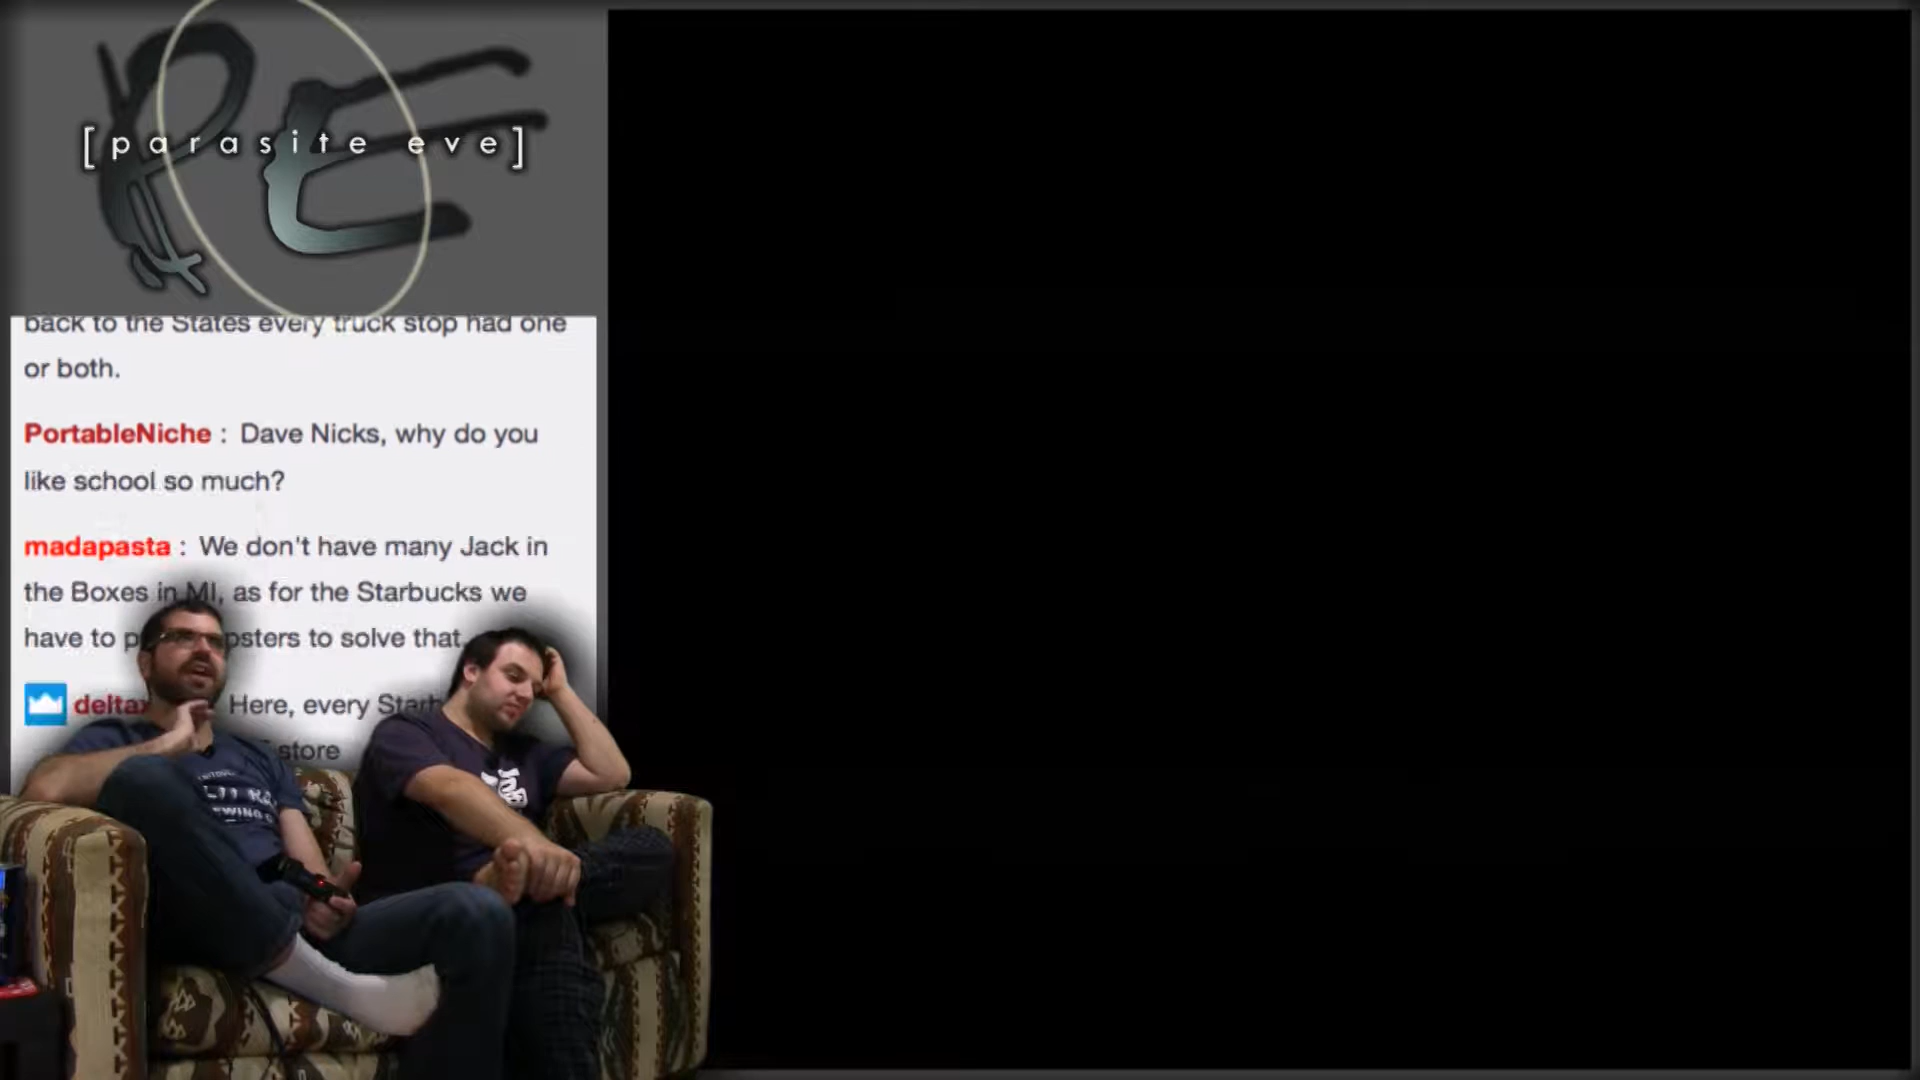 [parasite eve]
back to the States every truck stop had one
or both.
PortableNiche : Dave Nicks, why do you
like school so much?
madapasta : We don't have many Jack in
the Boxes in MI, as for the Starbucks we
have to to solve that.
Here, every
store